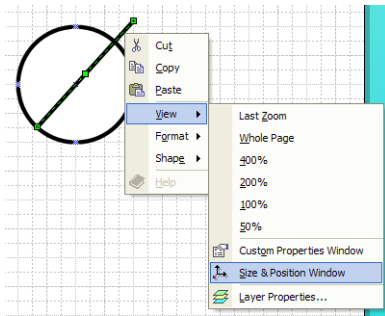 Cut
Copy
Paste
View
Format
Shape
Help
Last Zoom
Whole Page
400%
200%
100%
50%
Custom Properties Window
Size & Position Window
Layer Properties...